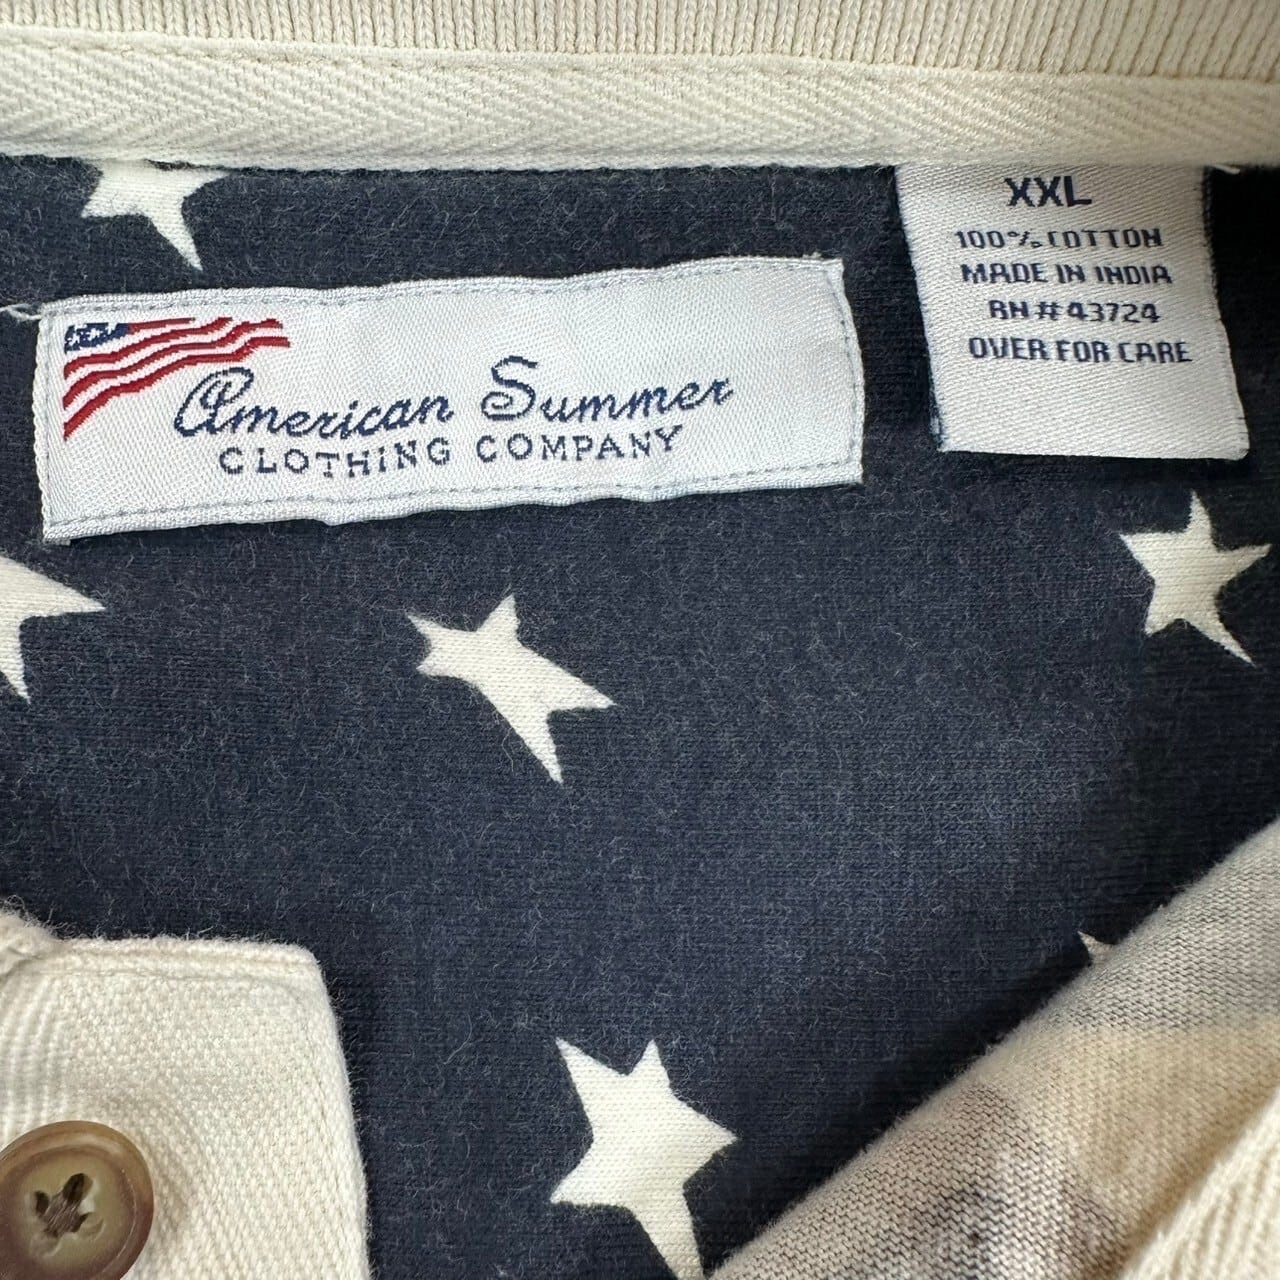 American Summer
CLOTHING COMPANY
XXL
100% COTTON
MADE IN INDIA
RN # 43724
OVER FOR CARE